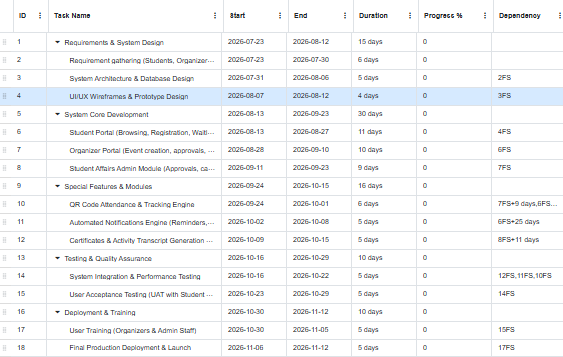 ID Task Name Start End Duration Progress % Dependency
1 Requirements & System Design 2026-07-23 2026-08-12 15 days 0
2 Requirement gathering (Students, Organizer··· 2026-07-23 2026-07-30 6 days 0
3 System Architecture & Database Design 2026-07-31 2026-08-06 5 days 0 2FS
4 UI/UX Wireframes & Prototype Design 2026-08-07 2026-08-12 4 days 0 3FS
5 System Core Development 2026-08-13 2026-09-23 30 days 0
6 Student Portal (Browsing, Registration, Waitl··· 2026-08-13 2026-08-27 11 days 0 4FS
7 Organizer Portal (Event creation, approvals, ··· 2026-08-28 2026-09-10 10 days 0 6FS
8 Student Affairs Admin Module (Approvals, ca··· 2026-09-11 2026-09-23 9 days 0 7FS
9 Special Features & Modules 2026-09-24 2026-10-15 16 days 0
10 QR Code Attendance & Tracking Engine 2026-09-24 2026-10-01 6 days 0 7FS+9 days,6FS...
11 Automated Notifications Engine (Reminders,··· 2026-10-02 2026-10-08 5 days 0 6FS+25 days
12 Certificates & Activity Transcript Generation ··· 2026-10-09 2026-10-15 5 days 0 8FS+11 days
13 Testing & Quality Assurance 2026-10-16 2026-10-29 10 days 0
14 System Integration & Performance Testing 2026-10-16 2026-10-22 5 days 0 12FS,11FS,10FS
15 User Acceptance Testing (UAT with Student ··· 2026-10-23 2026-10-29 5 days 0 14FS
16 Deployment & Training 2026-10-30 2026-11-12 10 days 0
17 User Training (Organizers & Admin Staff) 2026-10-30 2026-11-05 5 days 0 15FS
18 Final Production Deployment & Launch 2026-11-06 2026-11-12 5 days 0 17FS